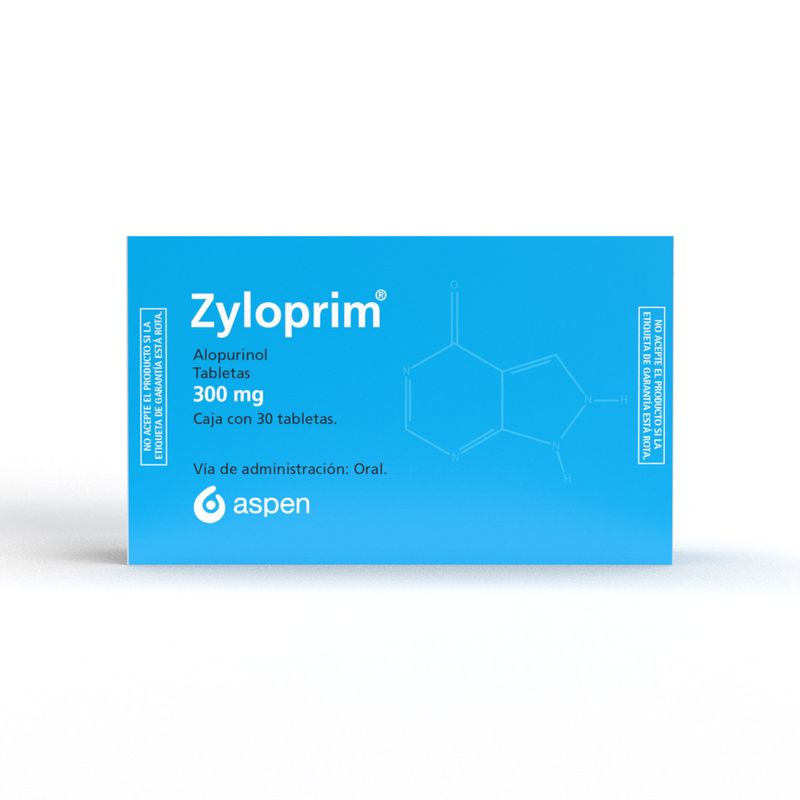 Zyloprim®
Alopurinol
Tabletas
300 mg
Caja con 30 tabletas.
Vía de administración: Oral.
aspen
NO ACEPTE EL PRODUCTO SI LA
ETIQUETA DE GARANTÍA ESTÁ ROTA.
NO ACEPTE EL PRODUCTO SI LA
ETIQUETA DE GARANTÍA ESTÁ ROTA.
O
N
N
N
H
N
H